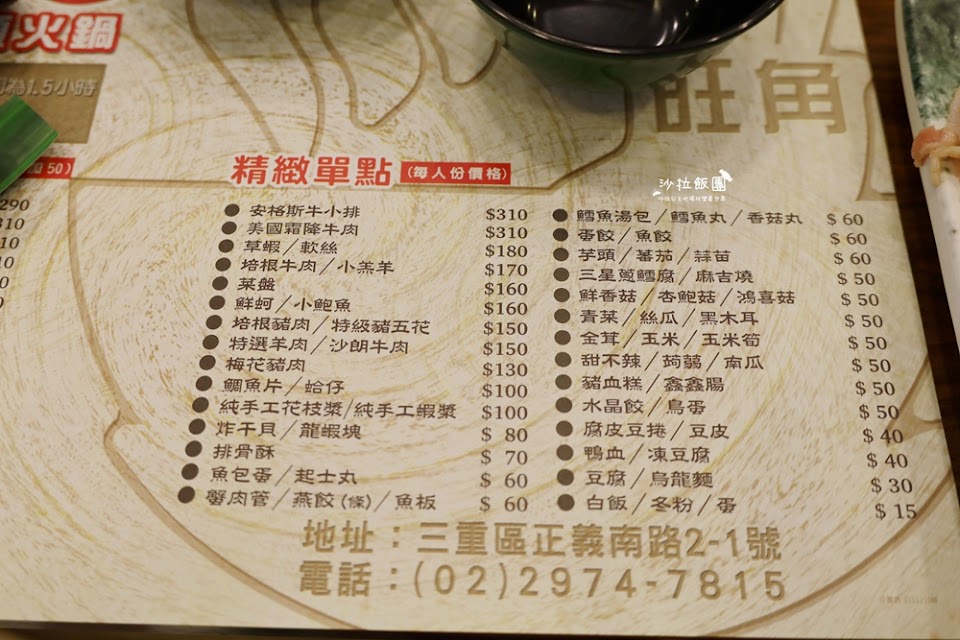 火鍋
為1.5小時
50)
290
旺角
精緻單點 (每人份價格)
沙拉飯團
安格斯牛小排 $310
美國霜降牛肉 $310
草蝦／軟絲 $180
培根牛肉／小羔羊 $170
菜盤 $160
鮮蚵／小鮑魚 $160
培根豬肉／特級豬五花 $150
特選羊肉／沙朗牛肉 $150
梅花豬肉 $130
鯛魚片／蛤仔 $100
純手工花枝漿／純手工蝦漿 $100
炸干貝／龍蝦塊 $ 80
排骨酥 $ 70
魚包蛋／起士丸 $ 60
蟹肉管／燕餃(條)／魚板 $ 60
鱈魚湯包／鱈魚丸／香菇丸 $ 60
蛋餃／魚餃 $ 60
芋頭／蕃茄／蒜苗 $ 60
三星蔥鱈腐／麻吉燒 $ 50
鮮香菇／杏鮑菇／鴻喜菇 $ 50
青菜／絲瓜／黑木耳 $ 50
金茸／玉米／玉米筍 $ 50
甜不辣／蒟蒻／南瓜 $ 50
豬血糕／鑫鑫腸 $ 50
水晶餃／鳥蛋 $ 50
腐皮豆捲／豆皮 $ 40
鴨血／凍豆腐 $ 40
豆腐／烏龍麵 $ 30
白飯／冬粉／蛋 $ 15
地址：三重區正義南路2-1號
電話：(02)2974-7815